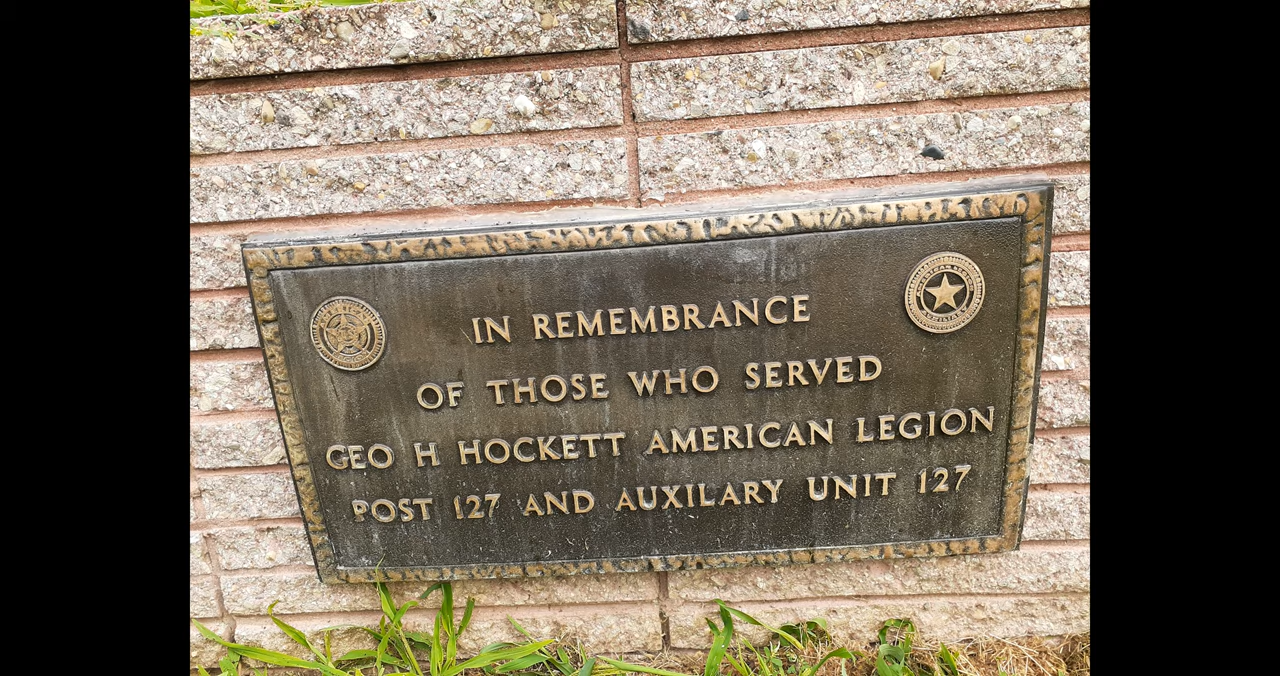 IN REMEMBRANCE
OF THOSE WHO SERVED
GEO H HOCKETT AMERICAN LEGION
POST 127 AND AUXILARY UNIT 127